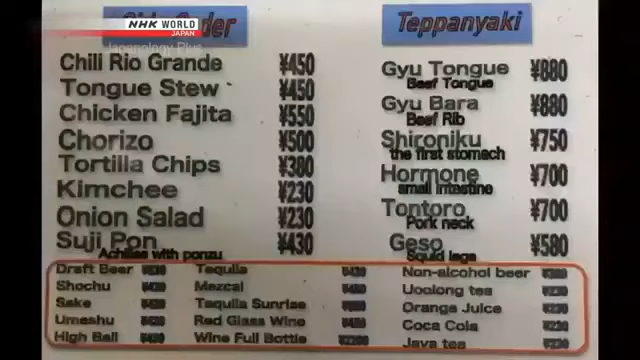 NHK WORLD
JAPAN
Japanology Plus
Side Order
Chili Rio Grande ¥450
Tongue Stew ¥450
Chicken Fajita ¥550
Chorizo ¥500
Tortilla Chips ¥380
Kimchee ¥230
Onion Salad ¥230
Suji Pon ¥430
Achilles with ponzu
Teppanyaki
Gyu Tongue ¥880
Beef Tongue
Gyu Bara ¥880
Beef Rib
Shironiku ¥750
the first stomach
Hormone ¥700
small intestine
Tontoro ¥700
Pork neck
Geso ¥580
Squid legs
Draft Beer
Shochu
Sake
Umeshu
High Ball
Tequila
Mezcal
Taquila Sunrise
Red Glass Wine
Wine Full Bottle
Non-alcohol beer
Uoolong tea
Orange Juice
Coca Cola
Java tea